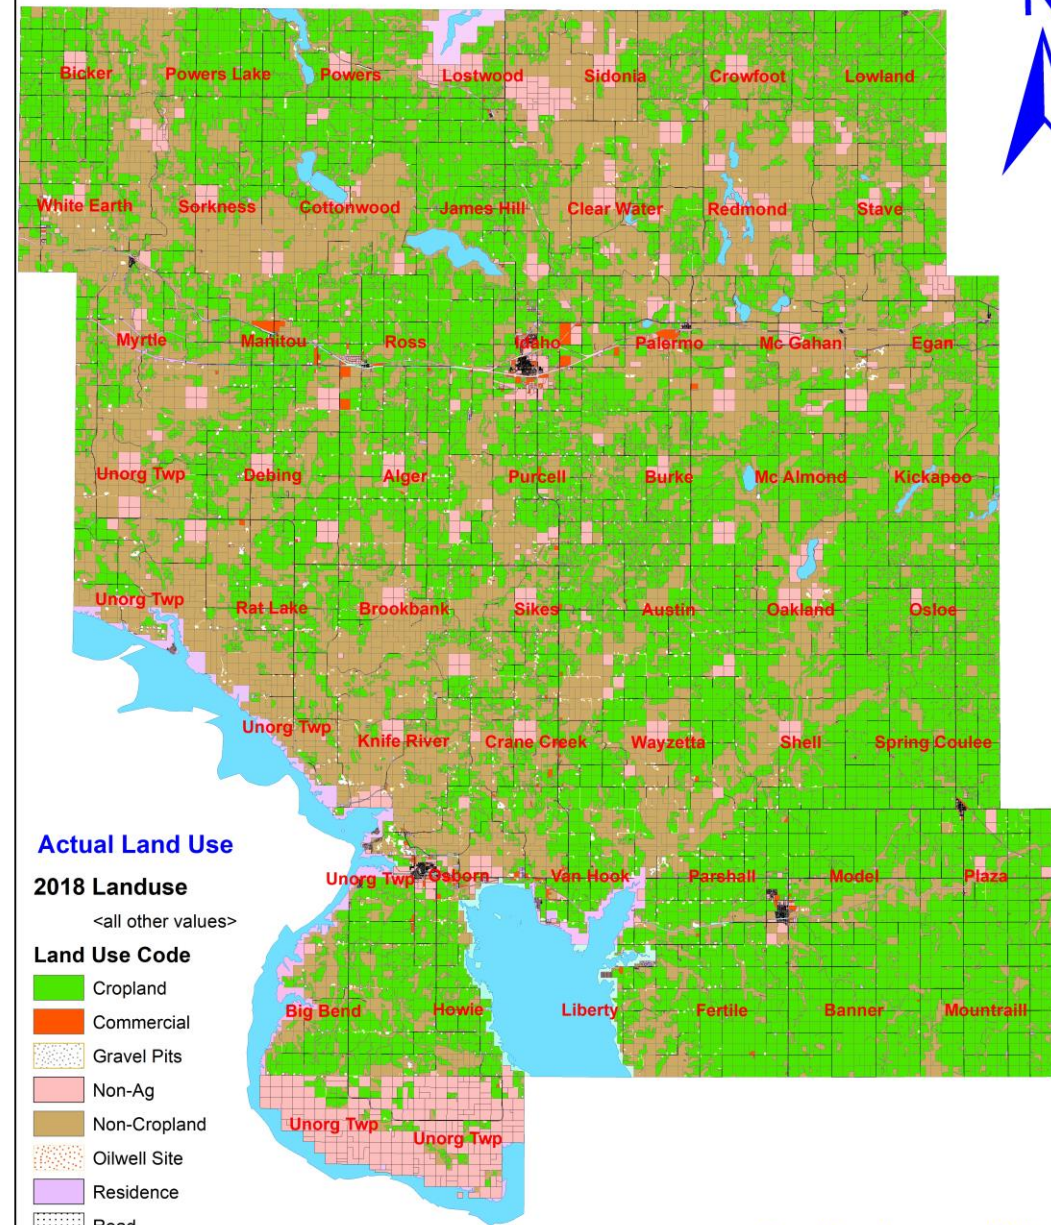 N
Bicker Powers Lake Powers Lostwood Sidonia Crowfoot Lowland
White Earth Sorkness Cottonwood James Hill Clear Water Redmond Stave
Myrtle Manitou Ross Idaho Palermo Mc Gahan Egan
Unorg Twp Debing Alger Purcell Burke Mc Almond Kickapoo
Unorg Twp Rat Lake Brookbank Sikes Austin Oakland Osloe
Unorg Twp Knife River Crane Creek Wayzetta Shell Spring Coulee
Unorg Twp Osborn Van Hook Parshall Model Plaza
Big Bend Howie Liberty Fertile Banner Mountraill
Unorg Twp Unorg Twp
Actual Land Use
2018 Landuse
<all other values>
Land Use Code
Cropland
Commercial
Gravel Pits
Non-Ag
Non-Cropland
Oilwell Site
Residence
Road